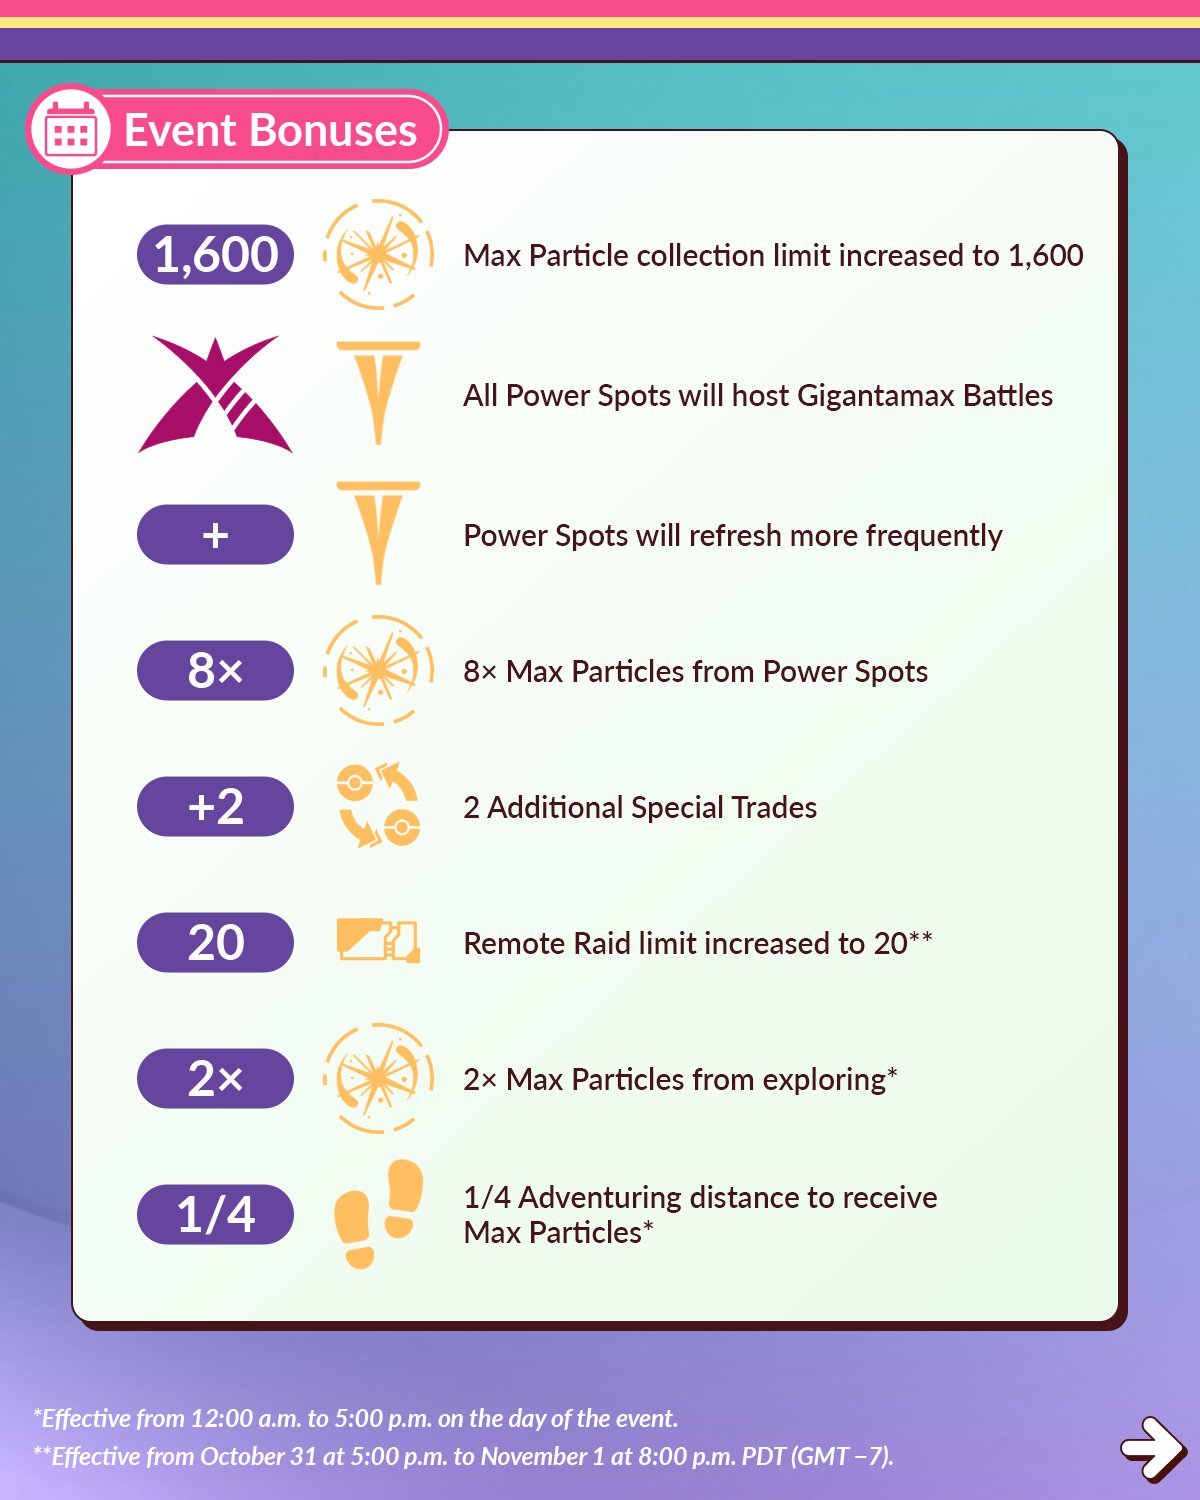 Event Bonuses
1,600
Max Particle collection limit increased to 1,600
All Power Spots will host Gigantamax Battles
+
Power Spots will refresh more frequently
8×
8× Max Particles from Power Spots
+2
2 Additional Special Trades
20
Remote Raid limit increased to 20**
2×
2× Max Particles from exploring*
1/4
1/4 Adventuring distance to receive
Max Particles*
*Effective from 12:00 a.m. to 5:00 p.m. on the day of the event.
**Effective from October 31 at 5:00 p.m. to November 1 at 8:00 p.m. PDT (GMT −7).